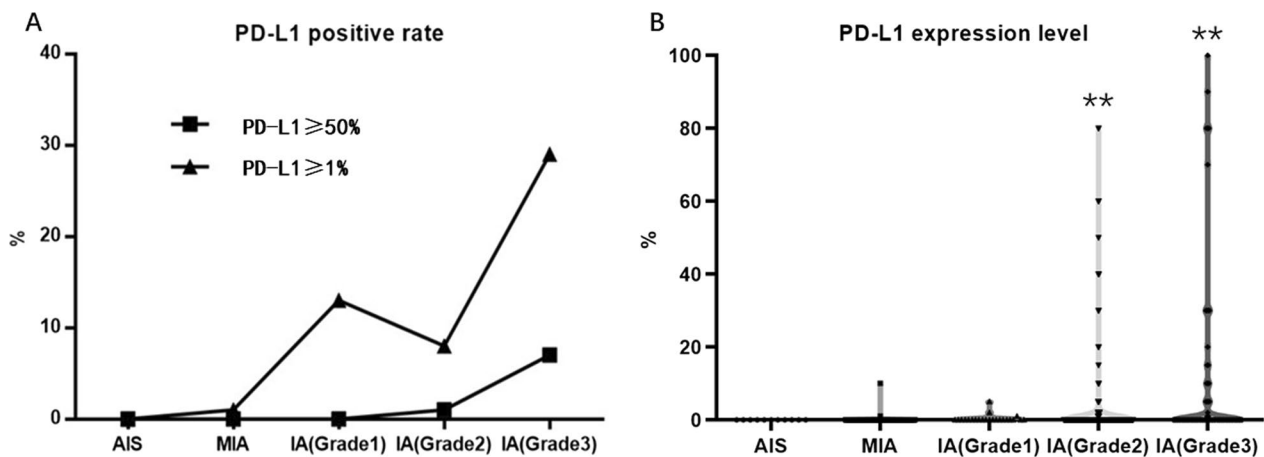 A
PD-L1 positive rate
40
30
20
10
0
%
PD-L1≥50%
PD-L1≥1%
AIS MIA IA(Grade1) IA(Grade2) IA(Grade3)
B
PD-L1 expression level
100
80
60
40
20
0
%
**
**
AIS MIA IA(Grade1) IA(Grade2) IA(Grade3)